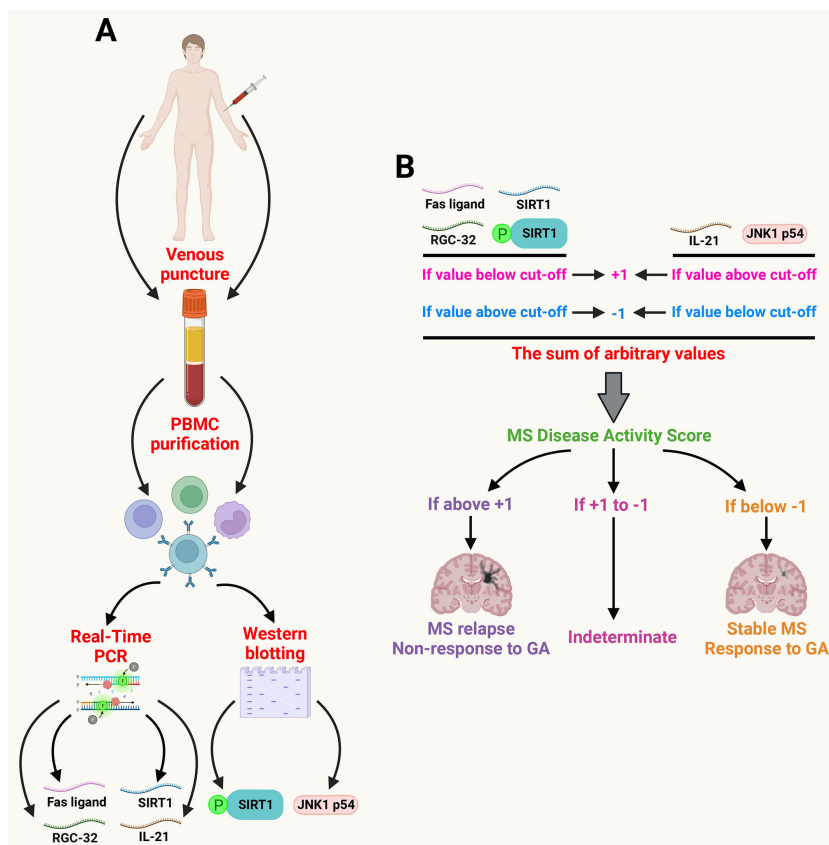 A
Venous
puncture
PBMC
purification
Real-Time
PCR
Western
blotting
Fas ligand
SIRT1
RGC-32
IL-21
P
SIRT1
JNK1 p54
B
Fas ligand
SIRT1
RGC-32
P
SIRT1
IL-21
JNK1 p54
If value below cut-off
+1
If value above cut-off
If value above cut-off
-1
If value below cut-off
The sum of arbitrary values
MS Disease Activity Score
If above +1
If +1 to -1
If below -1
MS relapse
Non-response to GA
Indeterminate
Stable MS
Response to GA